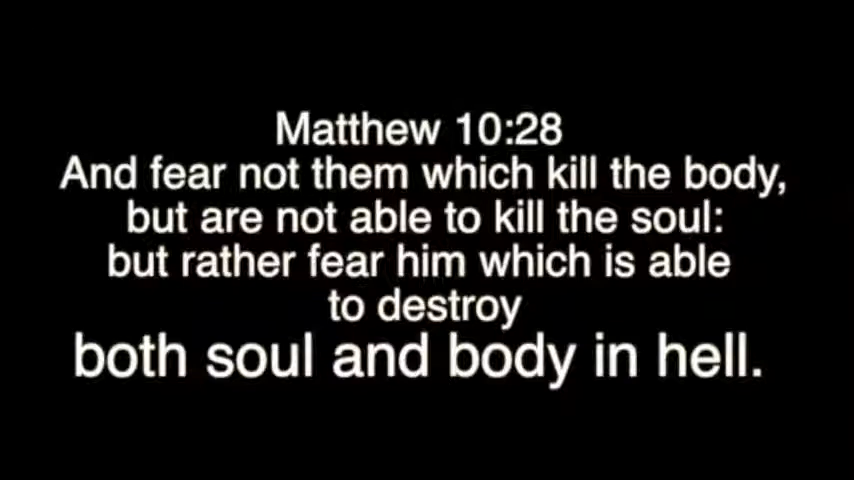 Matthew 10:28
And fear not them which kill the body,
but are not able to kill the soul:
but rather fear him which is able
to destroy
both soul and body in hell.